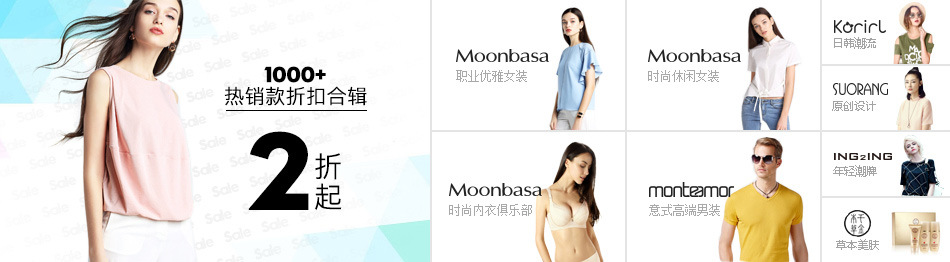 1000+
热销款折扣合辑
2折起
Moonbasa
职业优雅女装
Moonbasa
时尚休闲女装
Korirl
日韩潮流
SUORANG
原创设计
Moonbasa
时尚内衣俱乐部
monteamor
意式高端男装
ING2ING
年轻潮牌
草本美肤
Sale